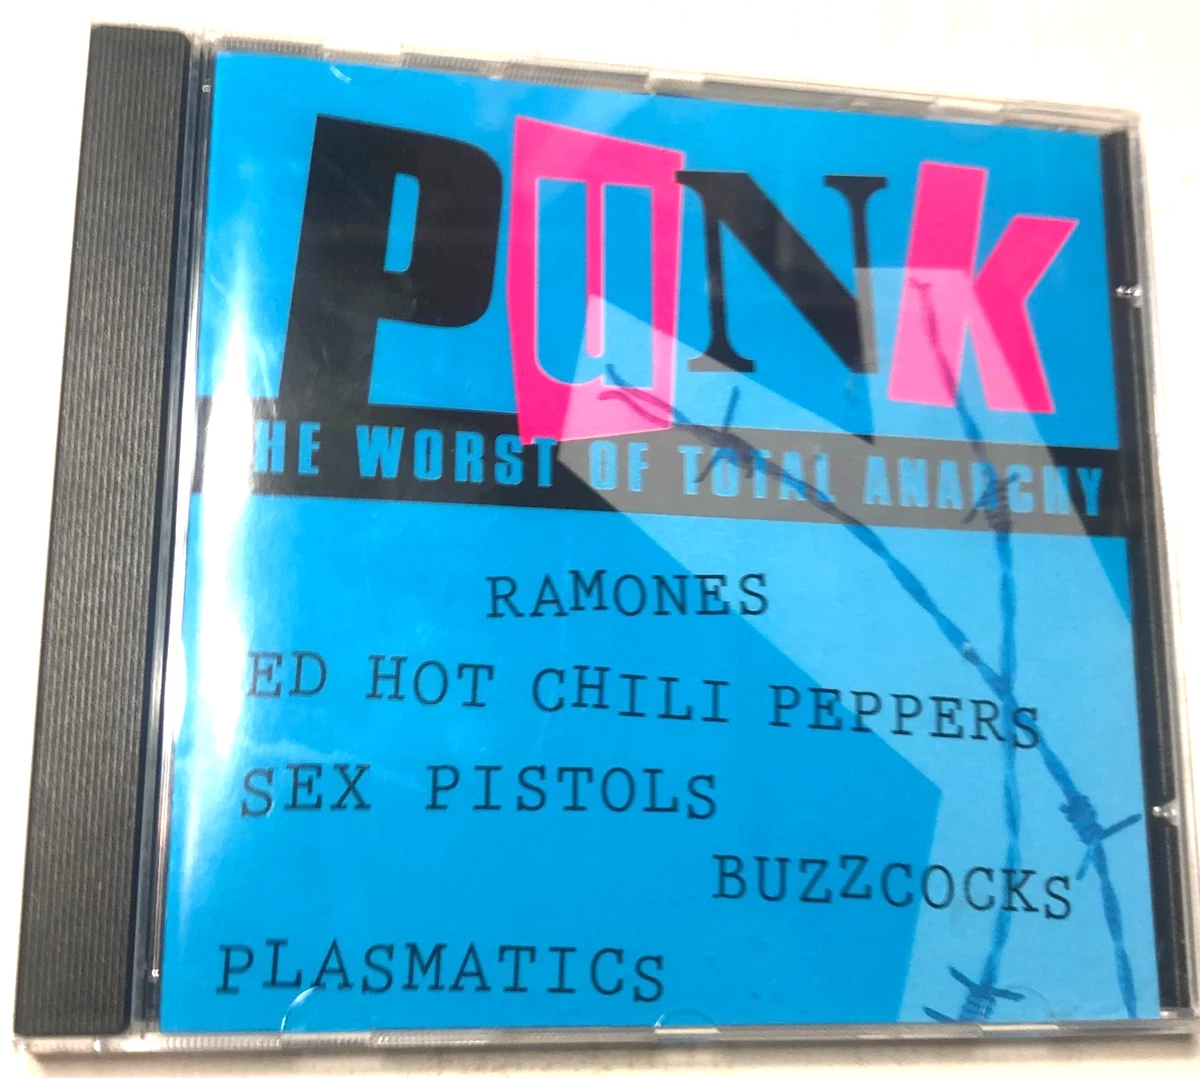 PuNk
HE WORST OF TOTAL ANARCHY
RAMONES
ED HOT CHILI PEPPERS
SEX PISTOLS
BUZZCOCKS
PLASMATICS